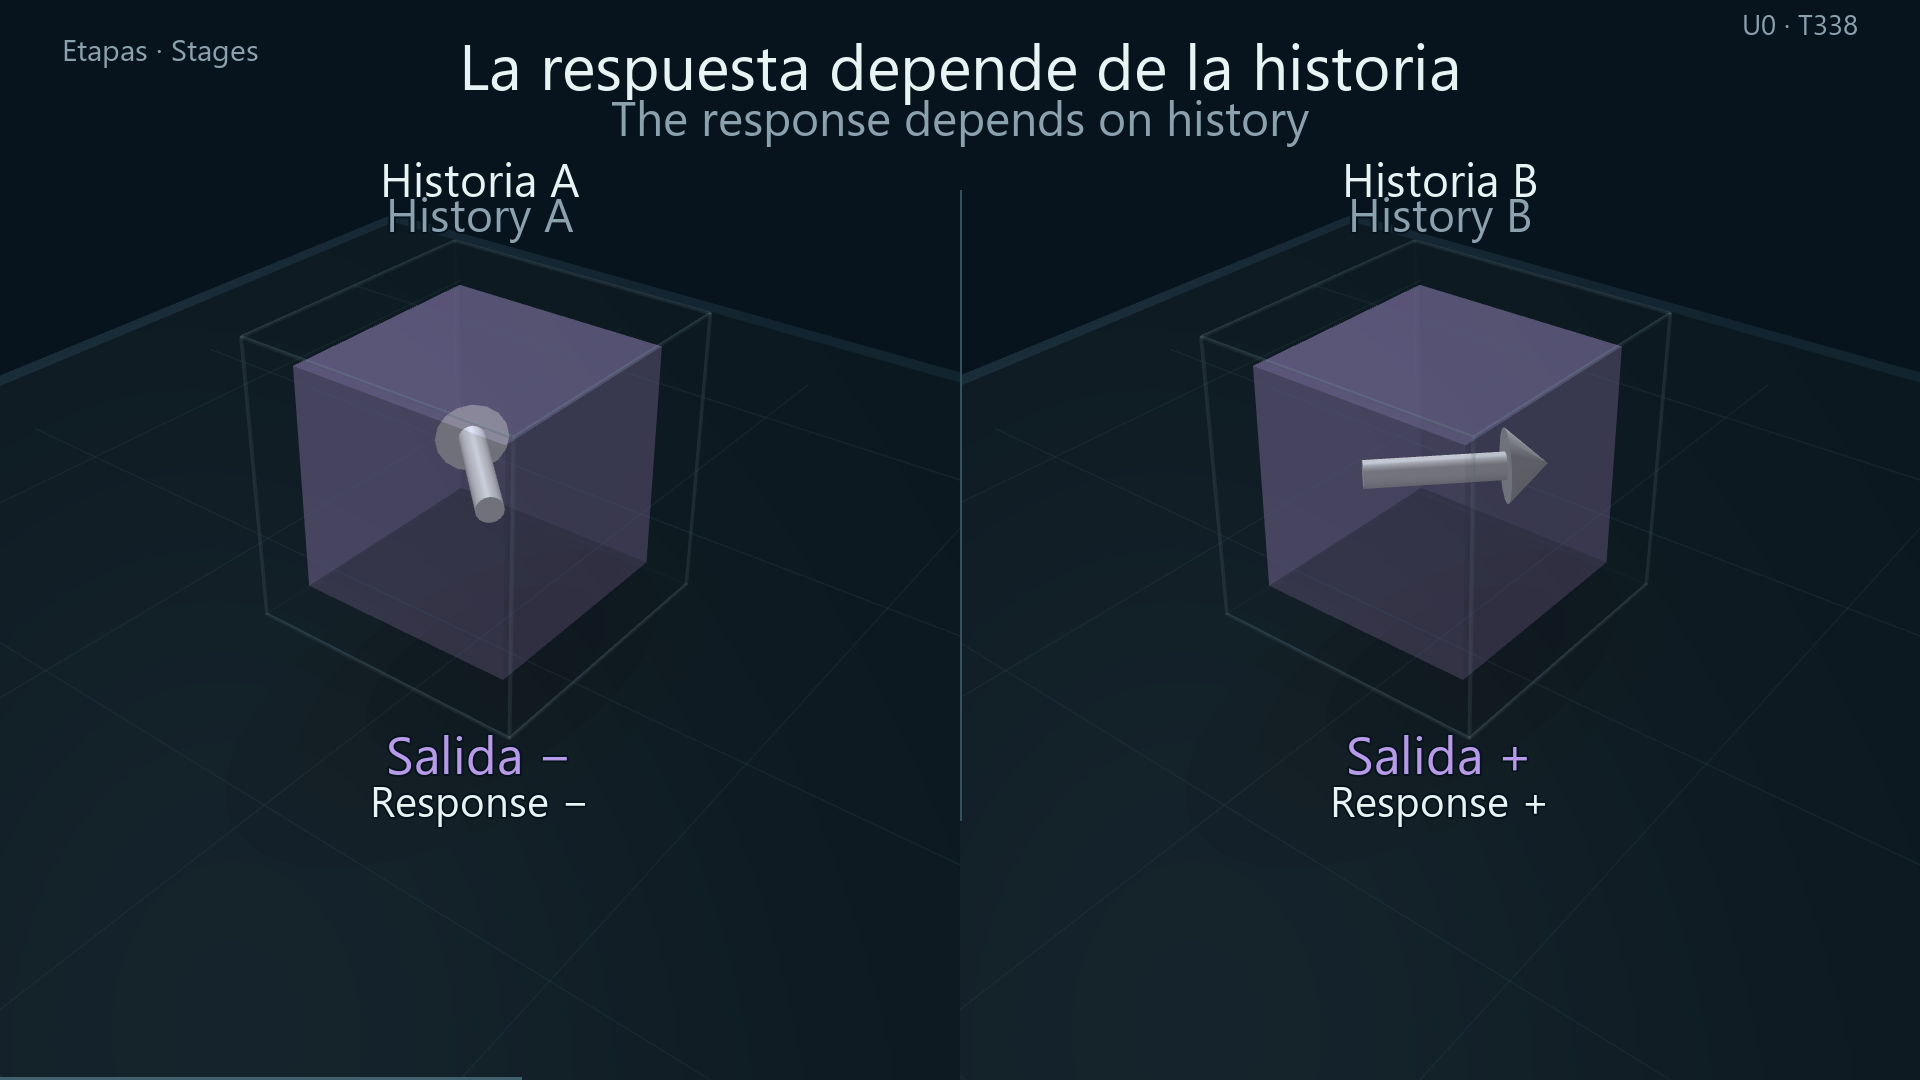 Etapas · Stages
U0 · T338
La respuesta depende de la historia
The response depends on history
Historia A
History A
Historia B
History B
Salida −
Response −
Salida +
Response +